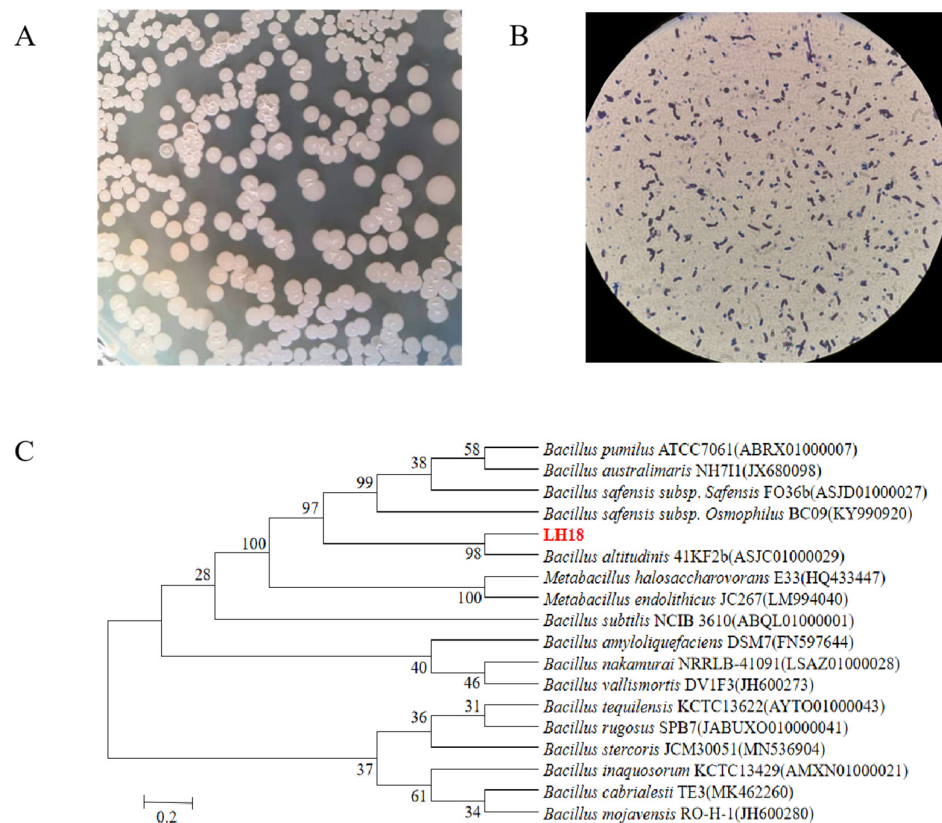 A
B
C
58
Bacillus pumilus ATCC7061(ABRX01000007)
38
Bacillus australimaris NH7I1(JX680098)
99
Bacillus safensis subsp. Safensis FO36b(ASJD01000027)
97
Bacillus safensis subsp. Osmophilus BC09(KY990920)
LH18
100
98
Bacillus altitudinis 41KF2b(ASJC01000029)
28
Metabacillus halosaccharovorans E33(HQ433447)
100
Metabacillus endolithicus JC267(LM994040)
Bacillus subtilis NCIB 3610(ABQL01000001)
Bacillus amyloliquefaciens DSM7(FN597644)
40
Bacillus nakamurai NRRLB-41091(LSAZ01000028)
46
Bacillus vallismortis DV1F3(JH600273)
31
Bacillus tequilensis KCTC13622(AYTO01000043)
36
Bacillus rugosus SPB7(JABUXO010000041)
Bacillus stercoris JCM30051(MN536904)
37
Bacillus inaquosorum KCTC13429(AMXN01000021)
61
Bacillus cabrialesii TE3(MK462260)
34
Bacillus mojavensis RO-H-1(JH600280)
0.2